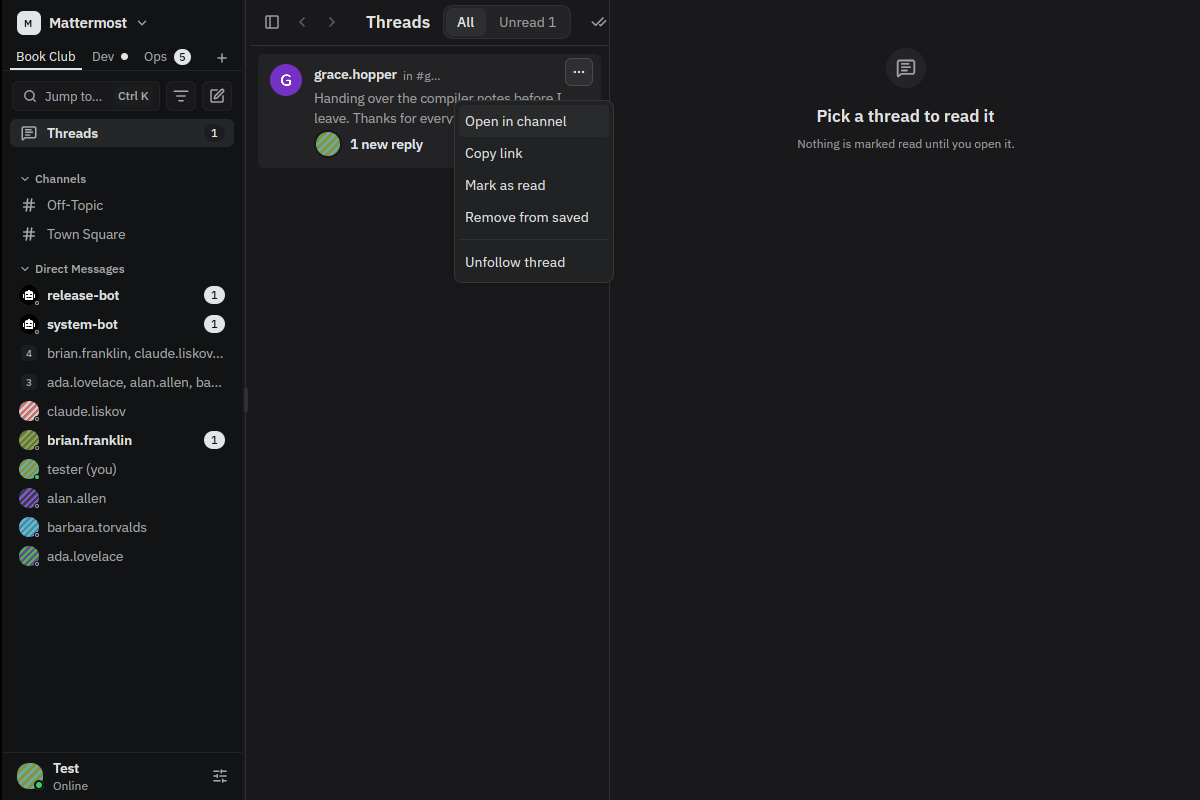 M Mattermost
Book Club Dev Ops 5
Jump to... Ctrl K
Threads 1
Channels
Off-Topic
Town Square
Direct Messages
release-bot 1
system-bot 1
4 brian.franklin, claude.liskov...
3 ada.lovelace, alan.allen, ba...
claude.liskov
brian.franklin 1
tester (you)
alan.allen
barbara.torvalds
ada.lovelace
Test
Online
Threads All Unread 1
G grace.hopper in #g...
Handing over the compiler notes before I
leave. Thanks for every
1 new reply
Open in channel
Copy link
Mark as read
Remove from saved
Unfollow thread
Pick a thread to read it
Nothing is marked read until you open it.